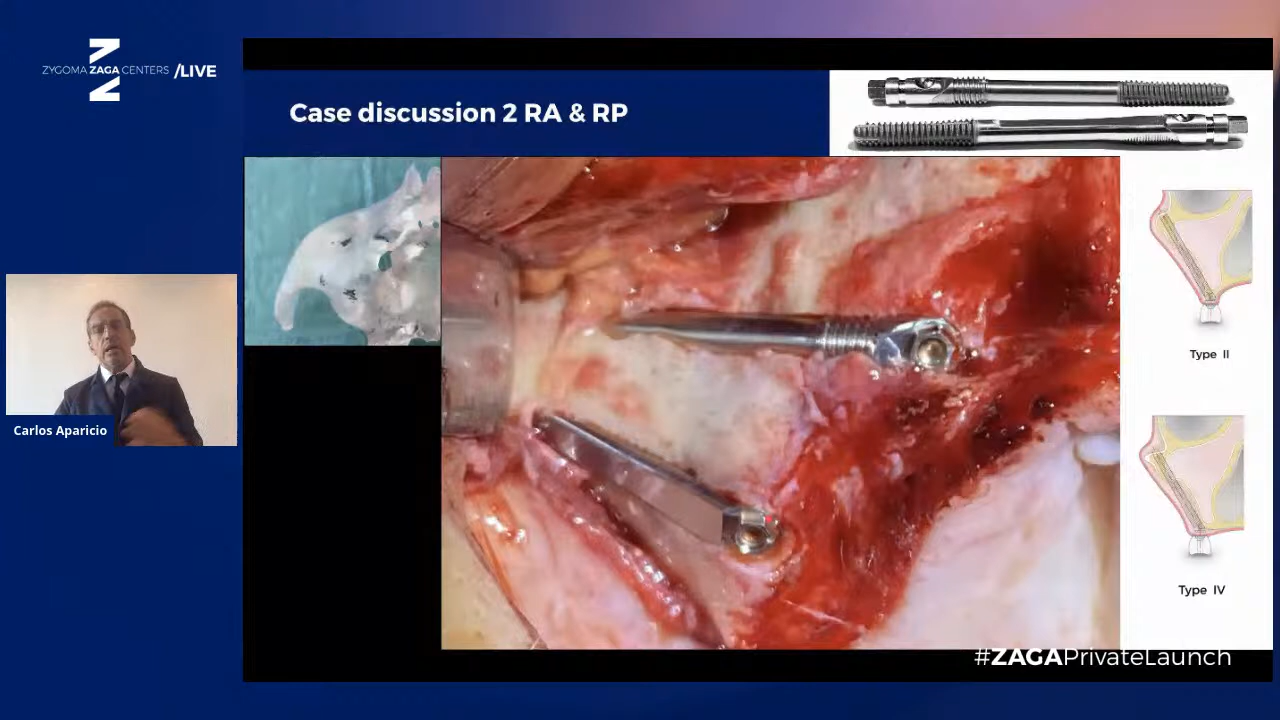 ZYGOMA ZAGA CENTERS /LIVE
Case discussion 2 RA & RP
Type II
Carlos Aparicio
Type IV
#ZAGAPrivateLaunch